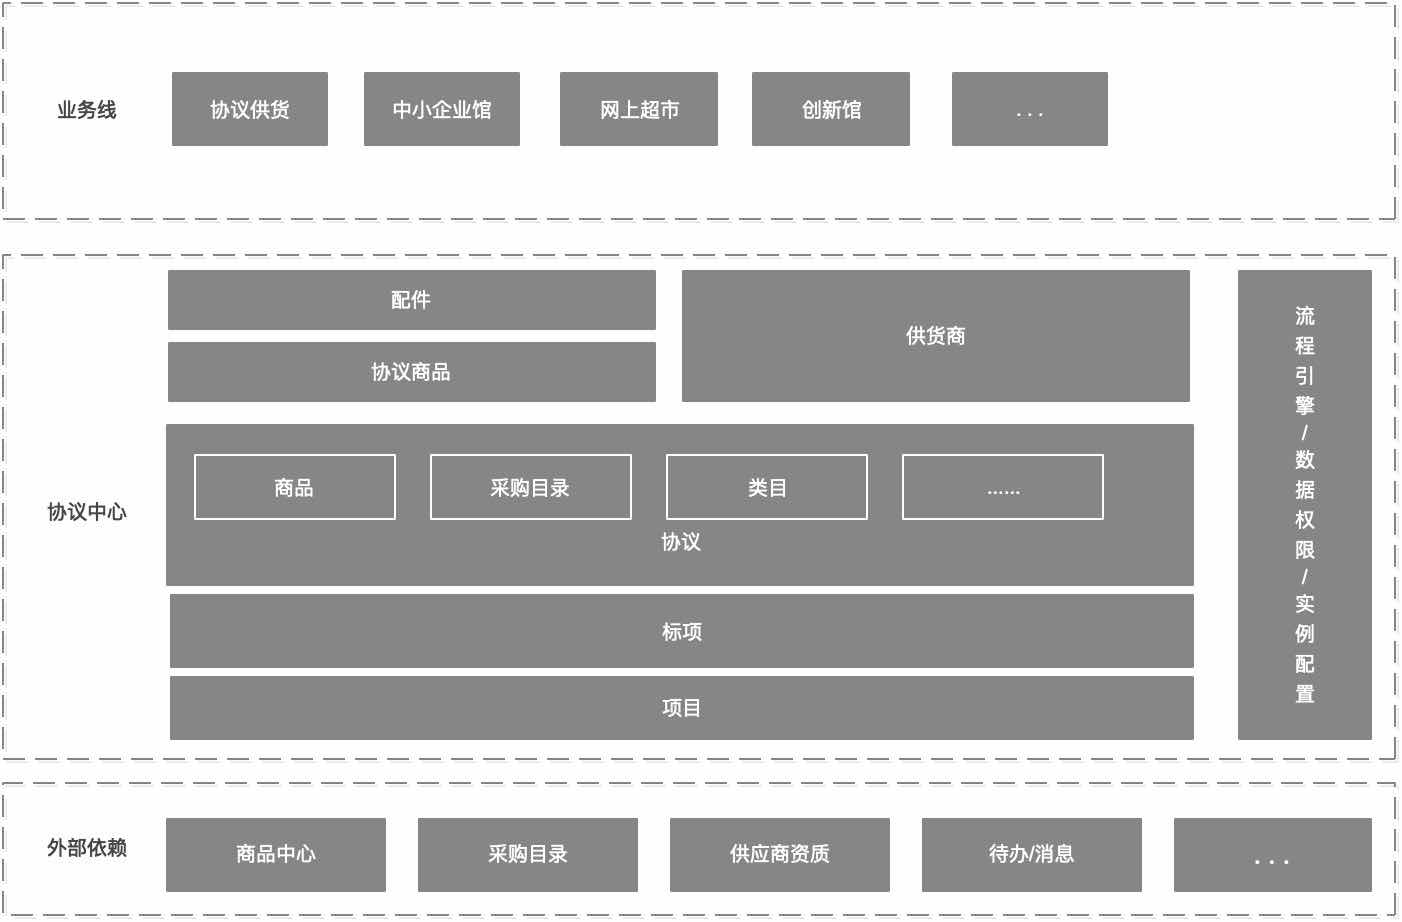 业务线
协议供货
中小企业馆
网上超市
创新馆
. . .
配件
供货商
协议商品
商品
采购目录
类目
......
协议
协议中心
标项
项目
流
程
引
擎
/
数
据
权
限
/
实
例
配
置
外部依赖
商品中心
采购目录
供应商资质
待办/消息
. . .